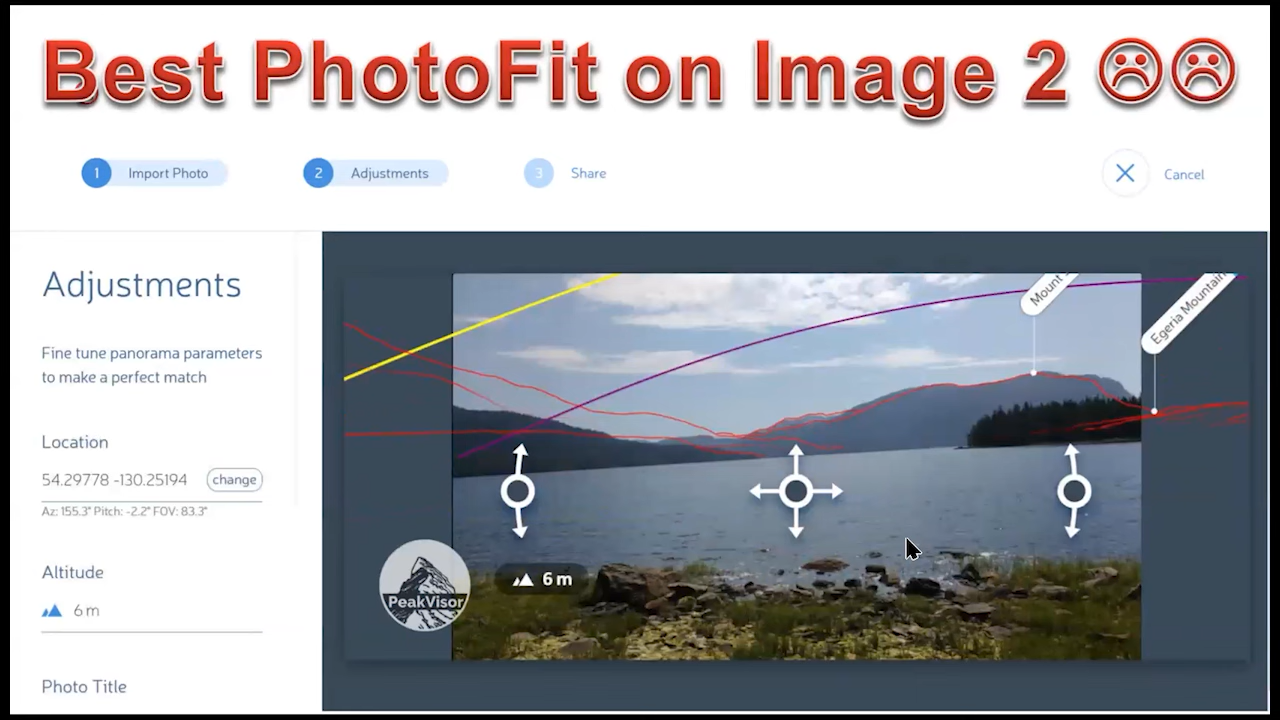 Best PhotoFit on Image 2 ☹☹
1 Import Photo 2 Adjustments 3 Share Cancel
Adjustments
Fine tune panorama parameters
to make a perfect match
Location
54.29778 -130.25194 change
Az: 155.3° Pitch: -2.2° FOV: 83.3°
Altitude
6 m
Photo Title
Mount
Egeria Mountain
6 m
PeakVisor